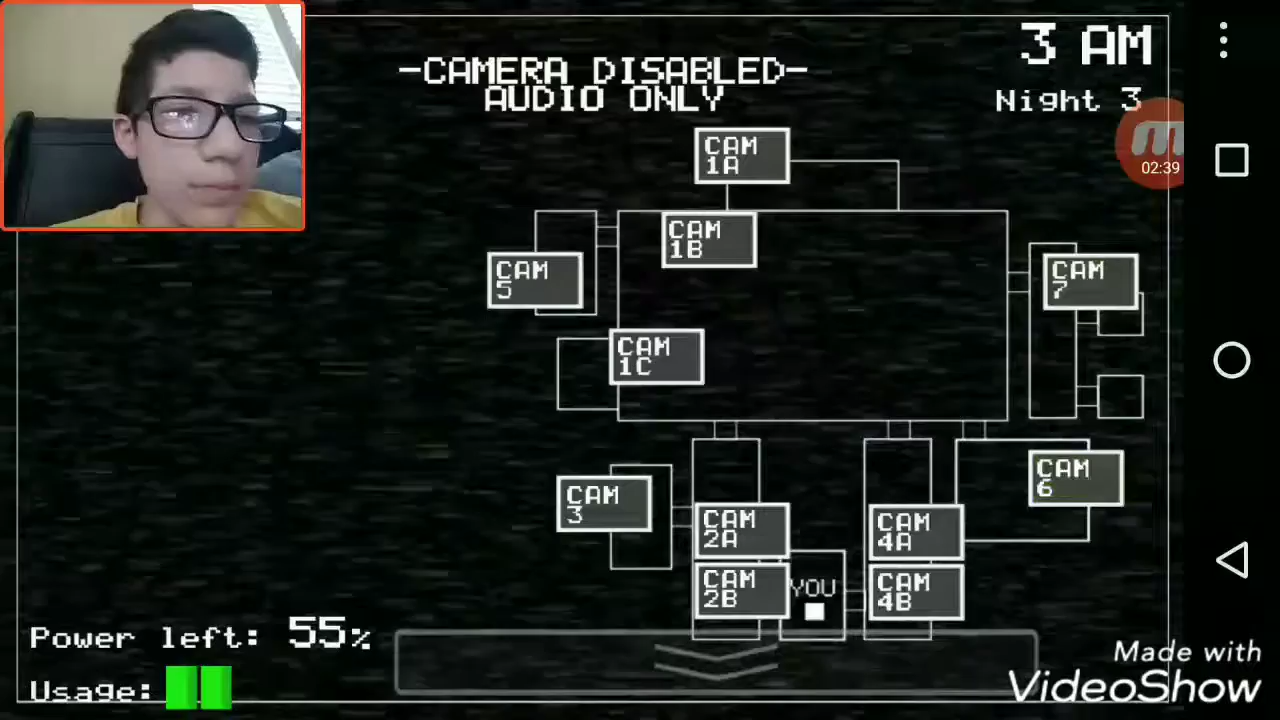 -CAMERA DISABLED-
AUDIO ONLY
3 AM
Night 3
02:39
CAM
1A
CAM
1B
CAM
5
CAM
7
CAM
1C
CAM
3
CAM
6
CAM
2A
CAM
4A
CAM
2B
YOU
CAM
4B
Power left: 55%
Usage:
Made with
VideoShow